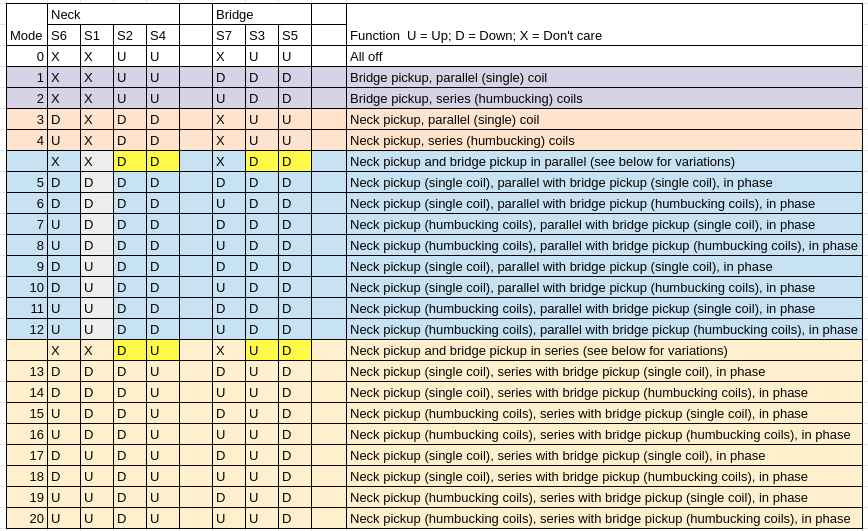 Neck Bridge
Mode S6 S1 S2 S4 S7 S3 S5 Function U = Up; D = Down; X = Don't care
0 X X U U X U U All off
1 X X U U D D D Bridge pickup, parallel (single) coil
2 X X U U U D D Bridge pickup, series (humbucking) coils
3 D X D D X U U Neck pickup, parallel (single) coil
4 U X D D X U U Neck pickup, series (humbucking) coils
X X D D X D D Neck pickup and bridge pickup in parallel (see below for variations)
5 D D D D D D D Neck pickup (single coil), parallel with bridge pickup (single coil), in phase
6 D D D D U D D Neck pickup (single coil), parallel with bridge pickup (humbucking coils), in phase
7 U D D D D D D Neck pickup (humbucking coils), parallel with bridge pickup (single coil), in phase
8 U D D D U D D Neck pickup (humbucking coils), parallel with bridge pickup (humbucking coils), in phase
9 D U D D D D D Neck pickup (single coil), parallel with bridge pickup (single coil), in phase
10 D U D D U D D Neck pickup (single coil), parallel with bridge pickup (humbucking coils), in phase
11 U U D D D D D Neck pickup (humbucking coils), parallel with bridge pickup (single coil), in phase
12 U U D D U D D Neck pickup (humbucking coils), parallel with bridge pickup (humbucking coils), in phase
X X D U X U D Neck pickup and bridge pickup in series (see below for variations)
13 D D D U D U D Neck pickup (single coil), series with bridge pickup (single coil), in phase
14 D D D U U U D Neck pickup (single coil), series with bridge pickup (humbucking coils), in phase
15 U D D U D U D Neck pickup (humbucking coils), series with bridge pickup (single coil), in phase
16 U D D U U U D Neck pickup (humbucking coils), series with bridge pickup (humbucking coils), in phase
17 D U D U D U D Neck pickup (single coil), series with bridge pickup (single coil), in phase
18 D U D U U U D Neck pickup (single coil), series with bridge pickup (humbucking coils), in phase
19 U U D U D U D Neck pickup (humbucking coils), series with bridge pickup (single coil), in phase
20 U U D U U U D Neck pickup (humbucking coils), series with bridge pickup (humbucking coils), in phase